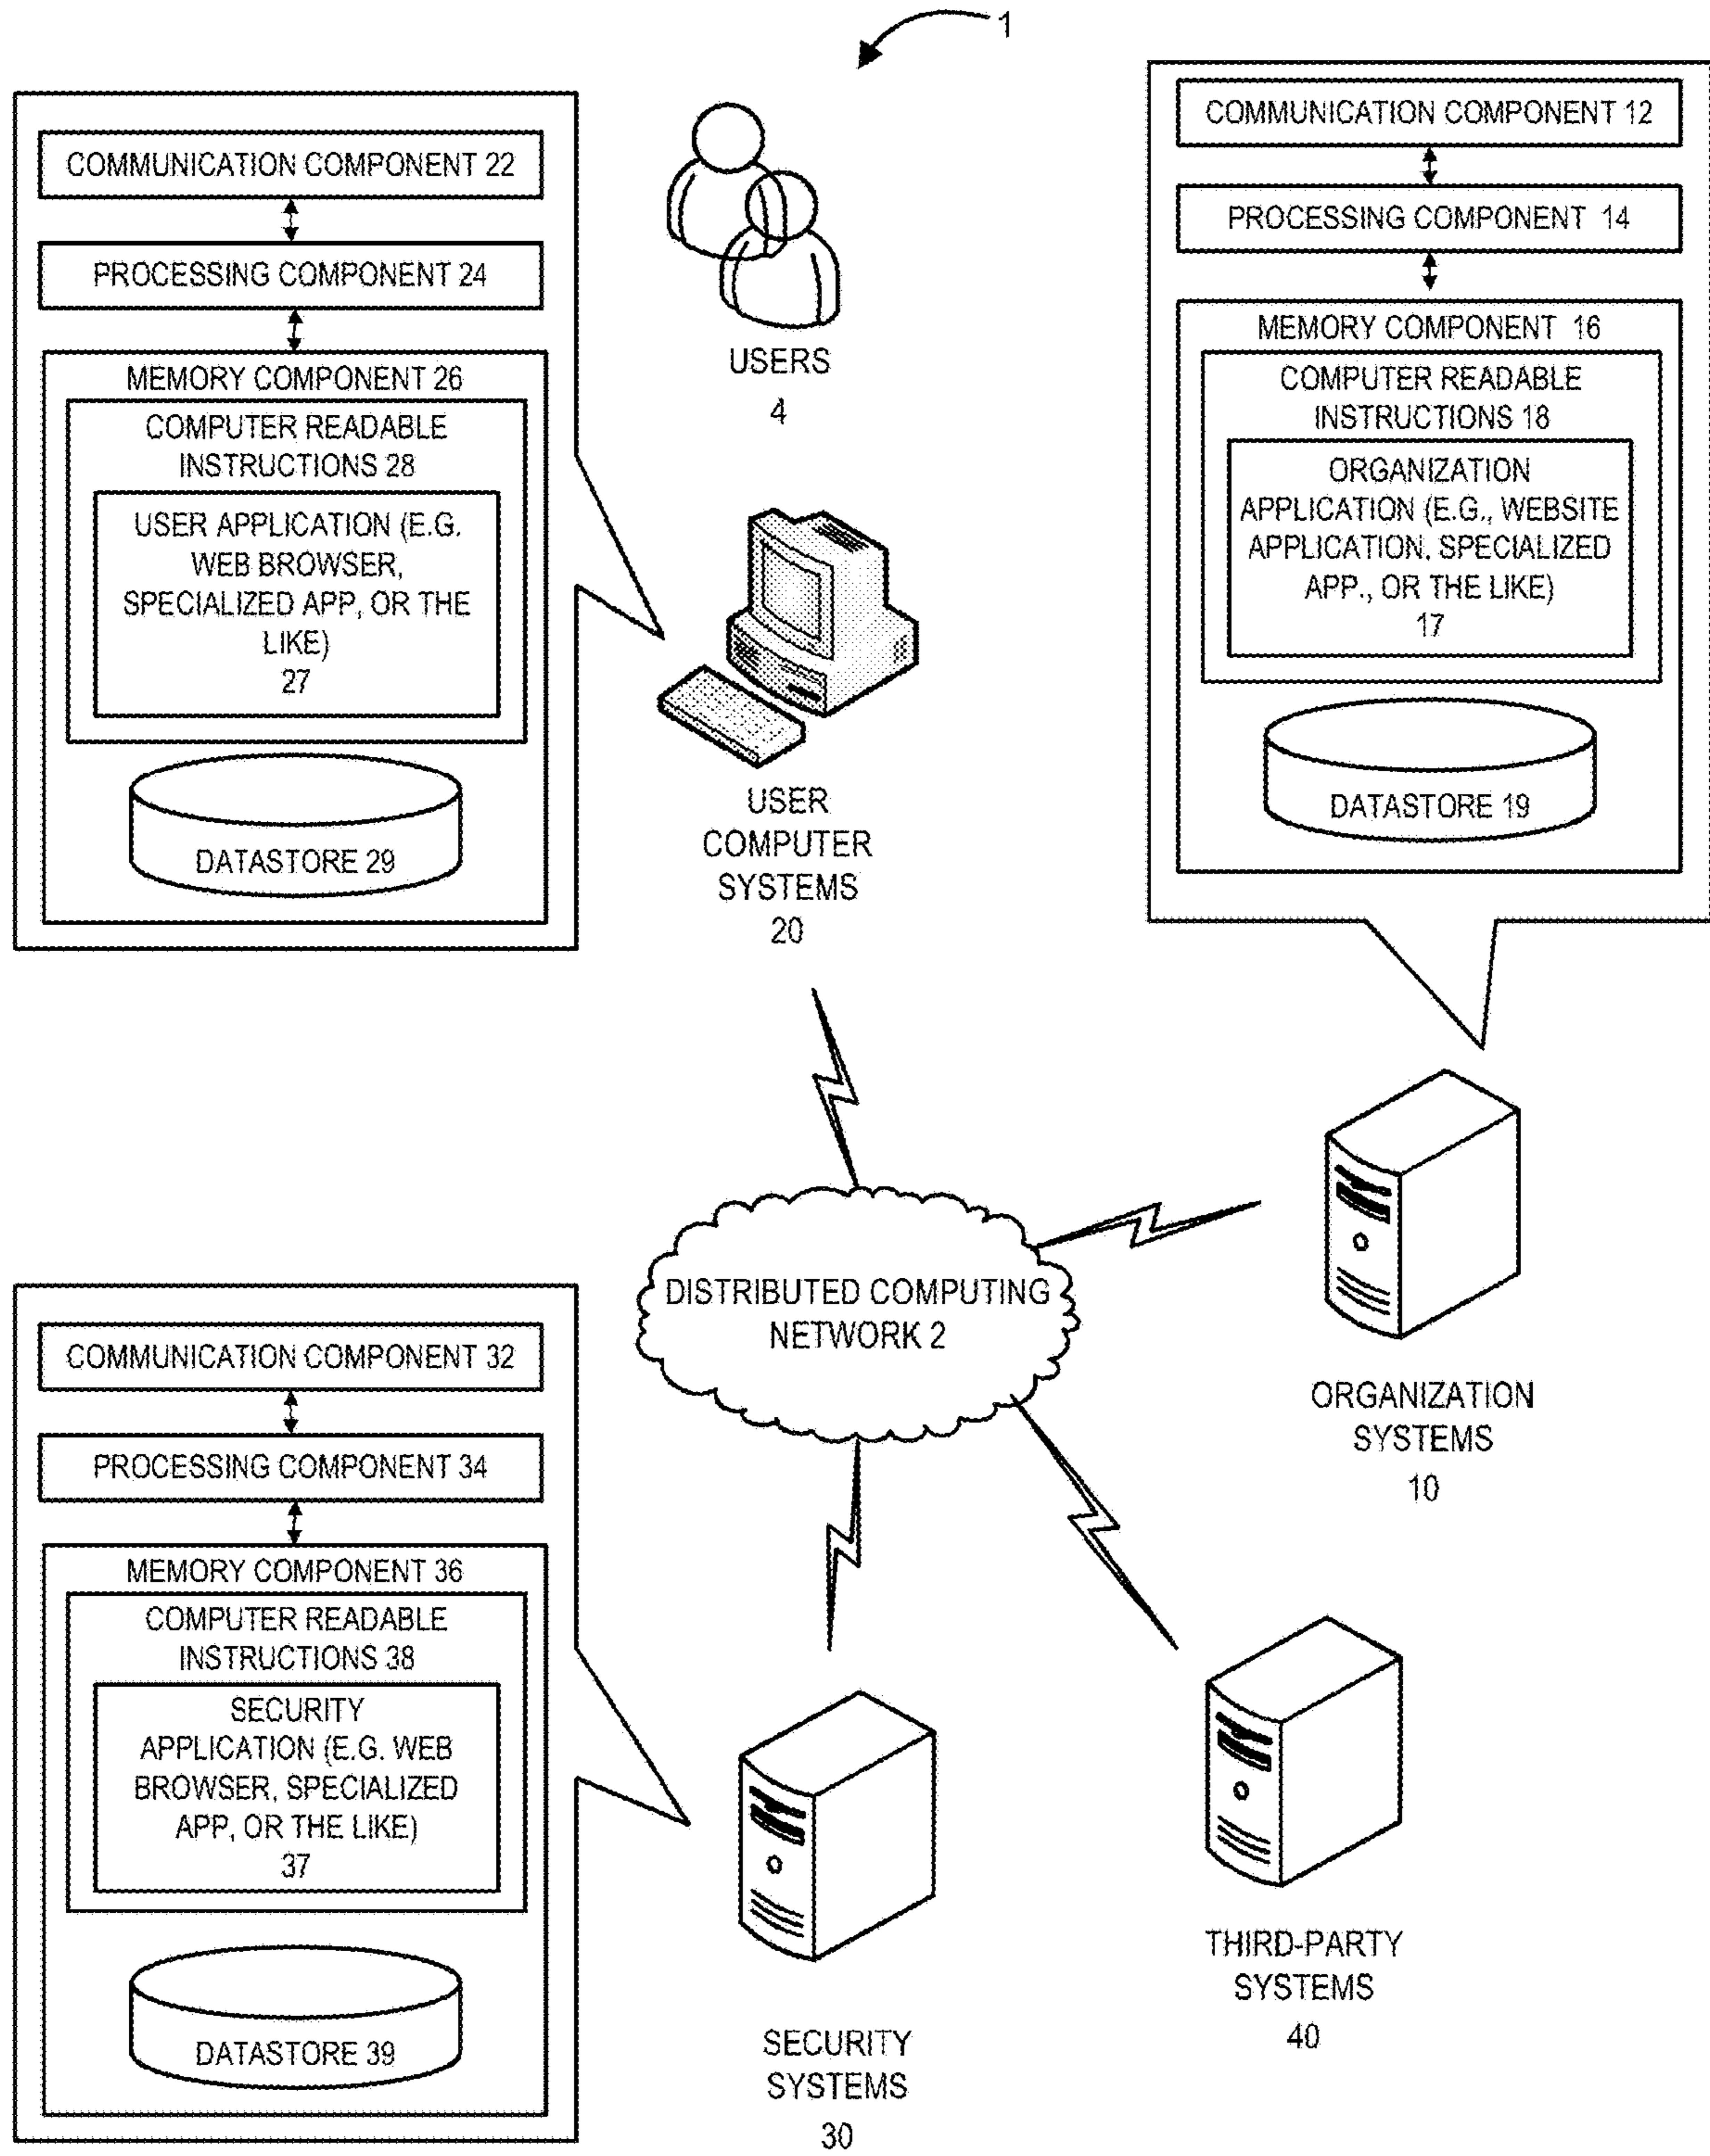 1
COMMUNICATION COMPONENT 22
PROCESSING COMPONENT 24
MEMORY COMPONENT 26
COMPUTER READABLE
INSTRUCTIONS 28
USER APPLICATION (E.G.
WEB BROWSER,
SPECIALIZED APP, OR THE
LIKE)
27
DATASTORE 29
USERS
4
USER
COMPUTER
SYSTEMS
20
COMMUNICATION COMPONENT 12
PROCESSING COMPONENT 14
MEMORY COMPONENT 16
COMPUTER READABLE
INSTRUCTIONS 18
ORGANIZATION
APPLICATION (E.G., WEBSITE
APPLICATION, SPECIALIZED
APP., OR THE LIKE)
17
DATASTORE 19
DISTRIBUTED COMPUTING
NETWORK 2
ORGANIZATION
SYSTEMS
10
COMMUNICATION COMPONENT 32
PROCESSING COMPONENT 34
MEMORY COMPONENT 36
COMPUTER READABLE
INSTRUCTIONS 38
SECURITY
APPLICATION (E.G. WEB
BROWSER, SPECIALIZED
APP, OR THE LIKE)
37
DATASTORE 39
SECURITY
SYSTEMS
30
THIRD-PARTY
SYSTEMS
40